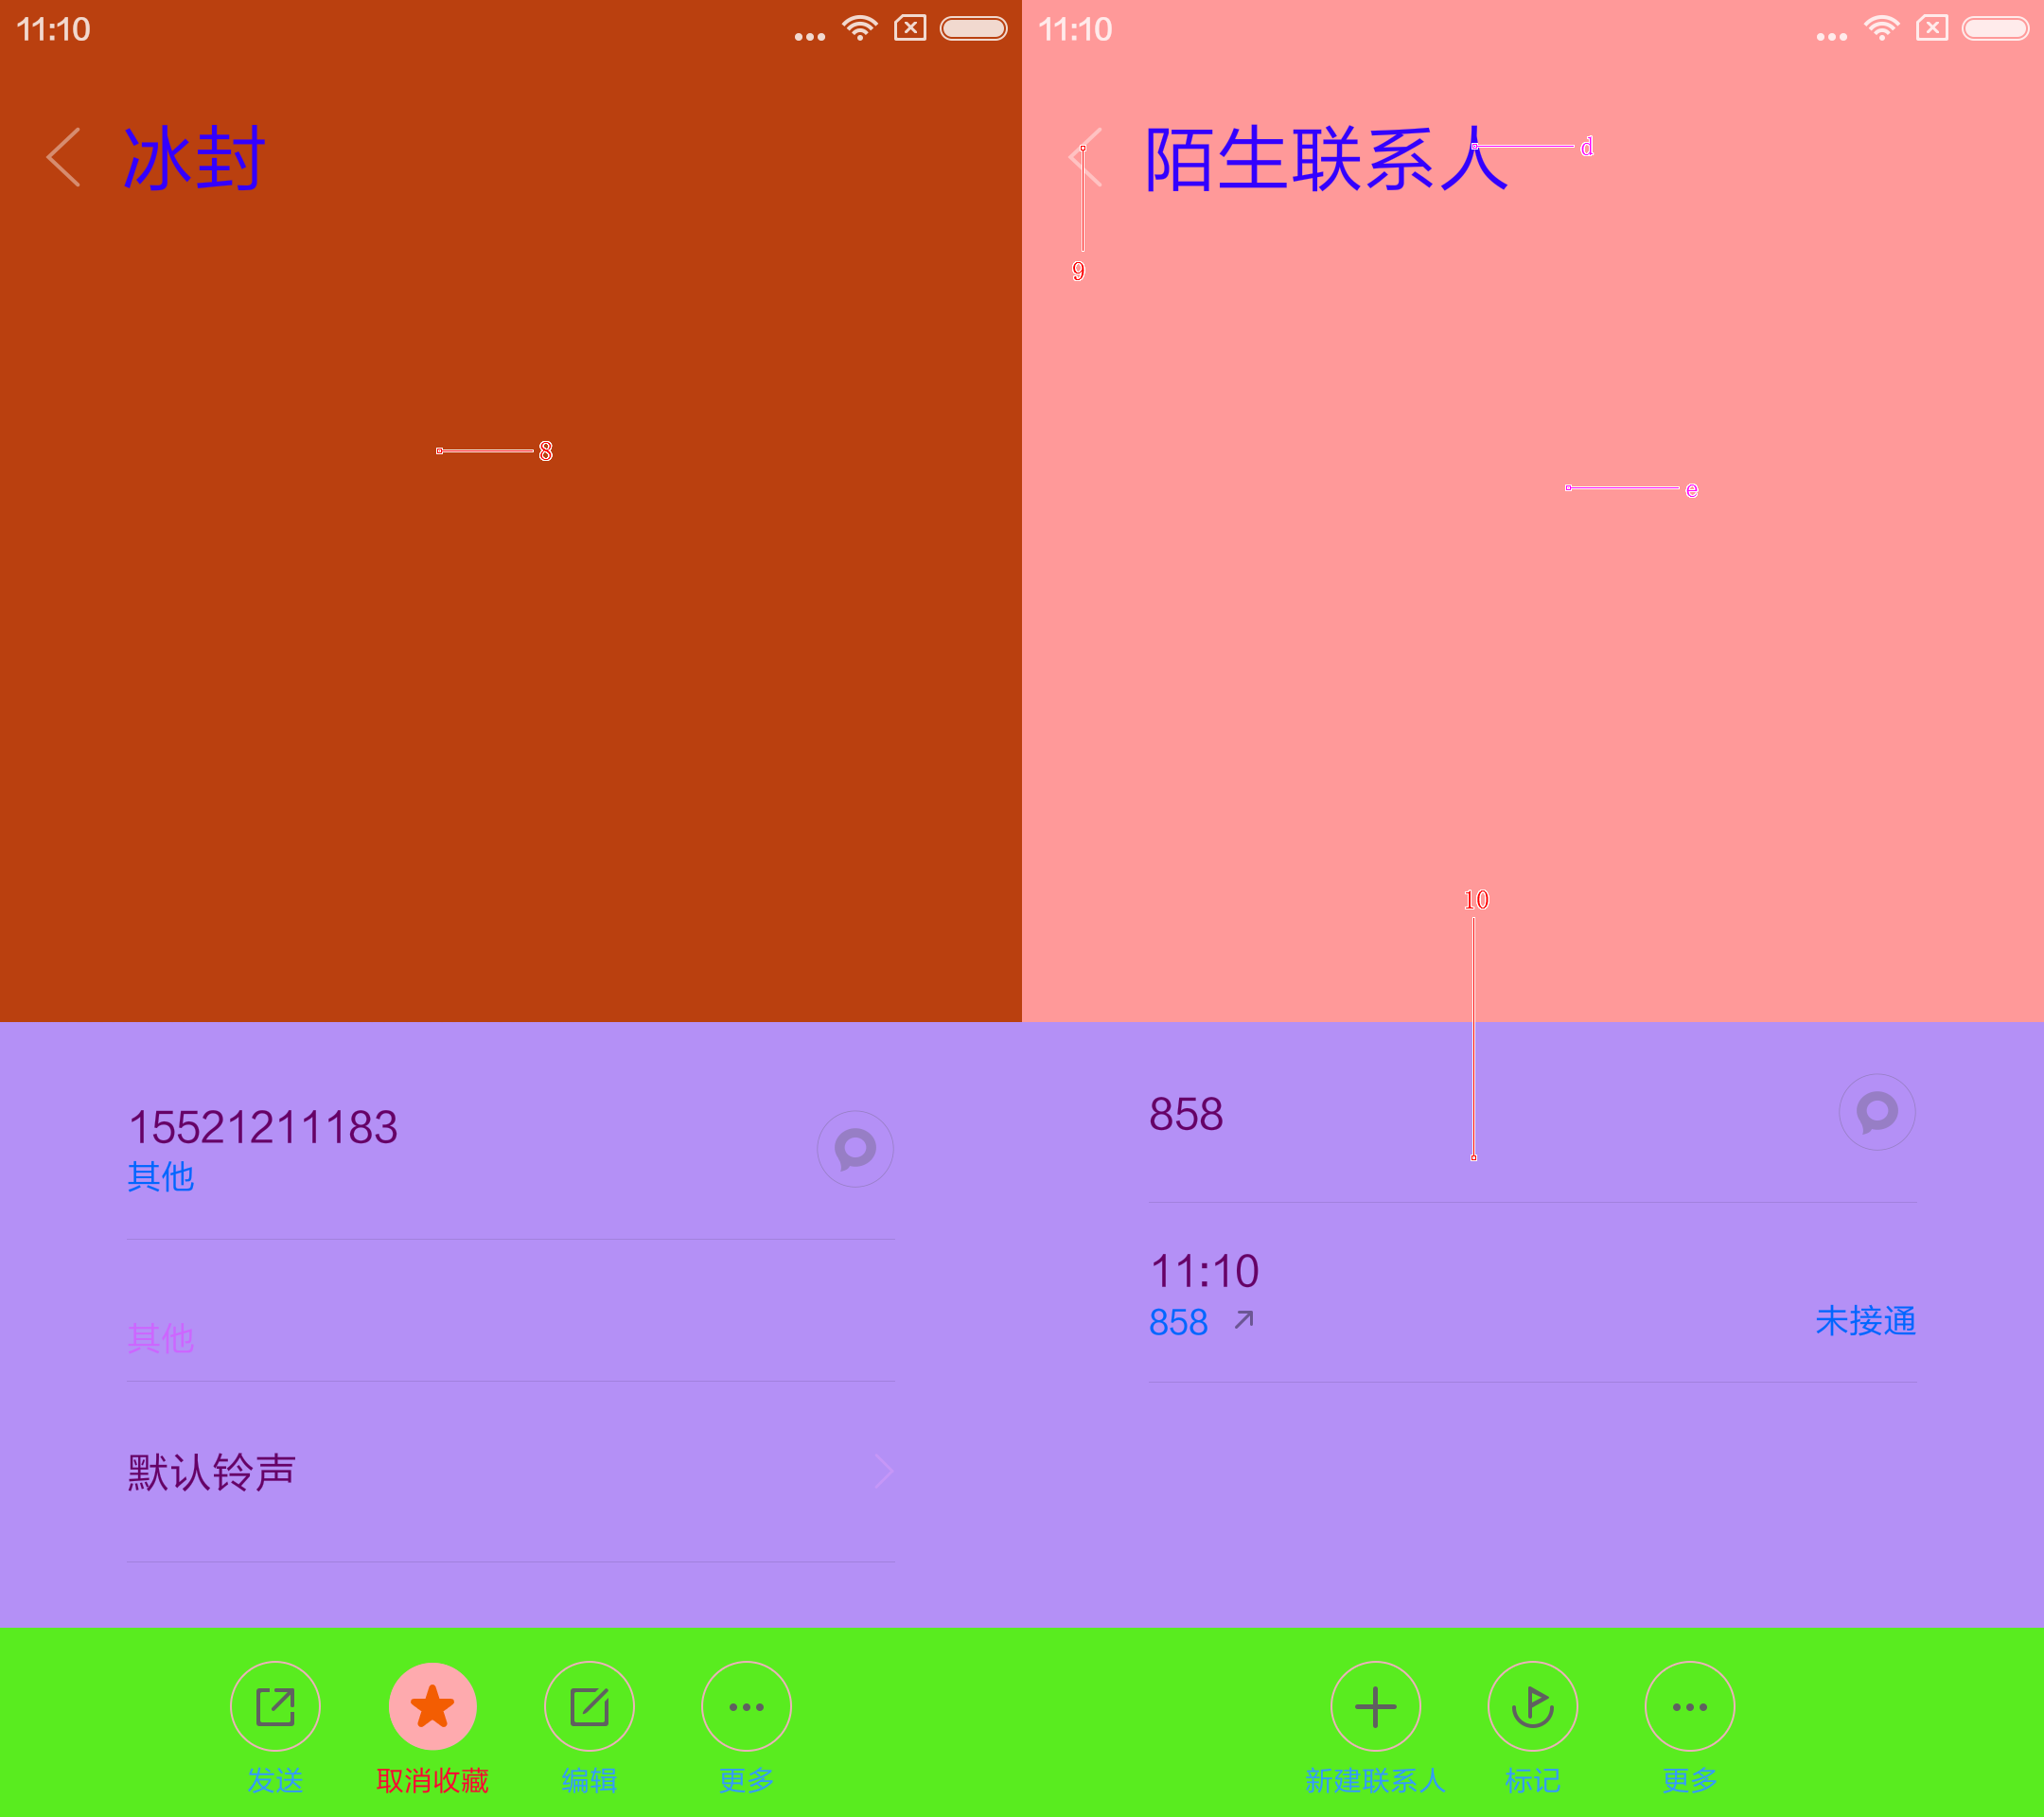 11:10
冰封
8
15521211183
其他
其他
默认铃声
发送
取消收藏
编辑
更多
11:10
陌生联系人
d
9
e
10
858
11:10
858
未接通
新建联系人
标记
更多